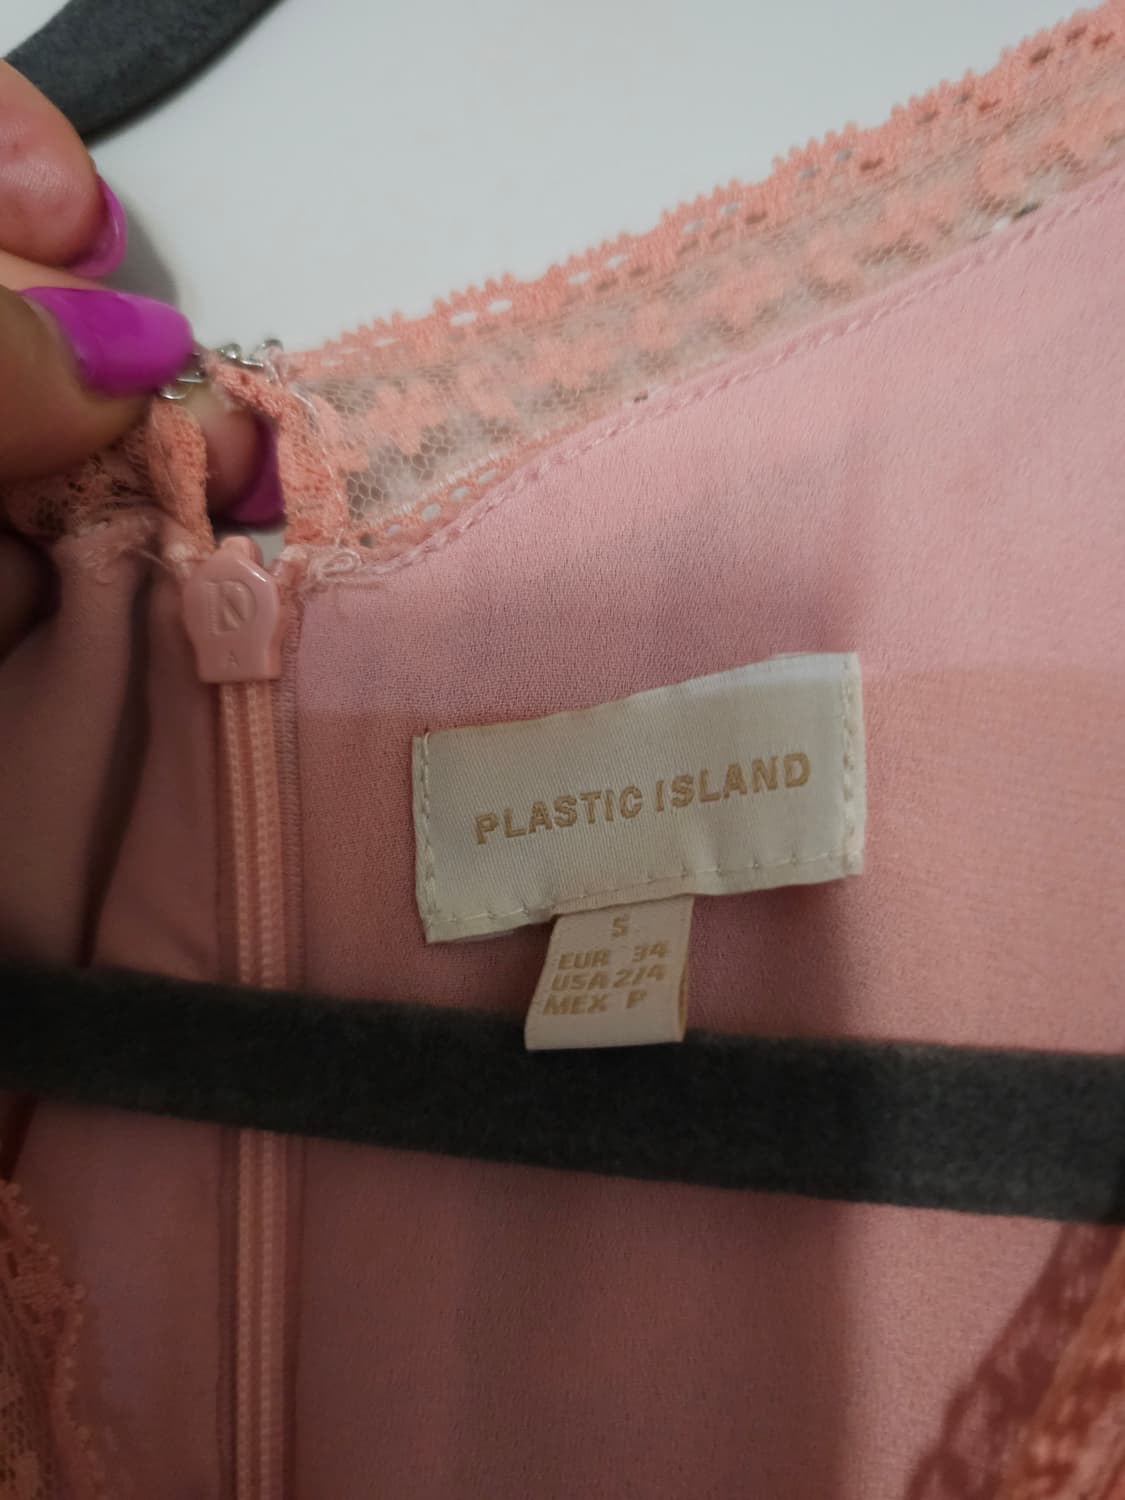 PLASTIC ISLAND
S
EUR 34
USA 2/4
MEX P